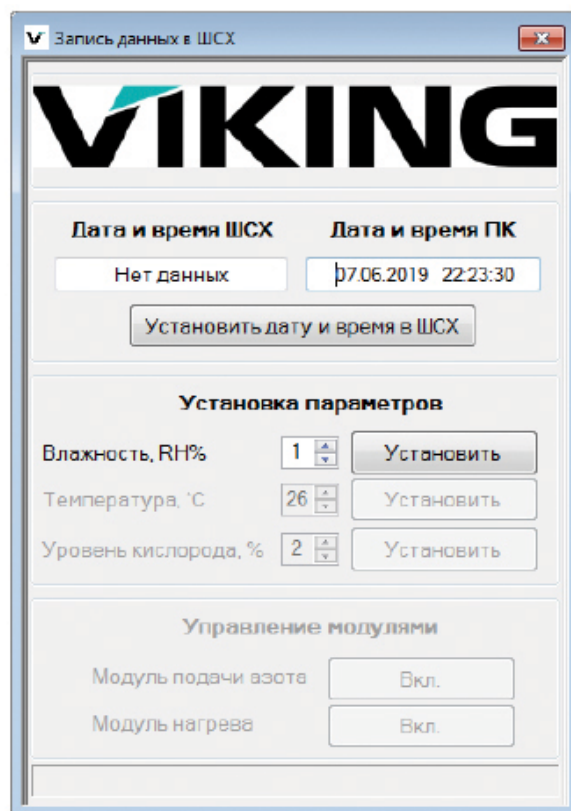 Запись данных в ШСХ
VIKING
Дата и время ШСХ Дата и время ПК
Нет данных 07.06.2019 22:23:30
Установить дату и время в ШСХ
Установка параметров
Влажность, RH% 1 Установить
Температура, °C 26 Установить
Уровень кислорода, % 2 Установить
Управление модулями
Модуль подачи азота Вкл.
Модуль нагрева Вкл.